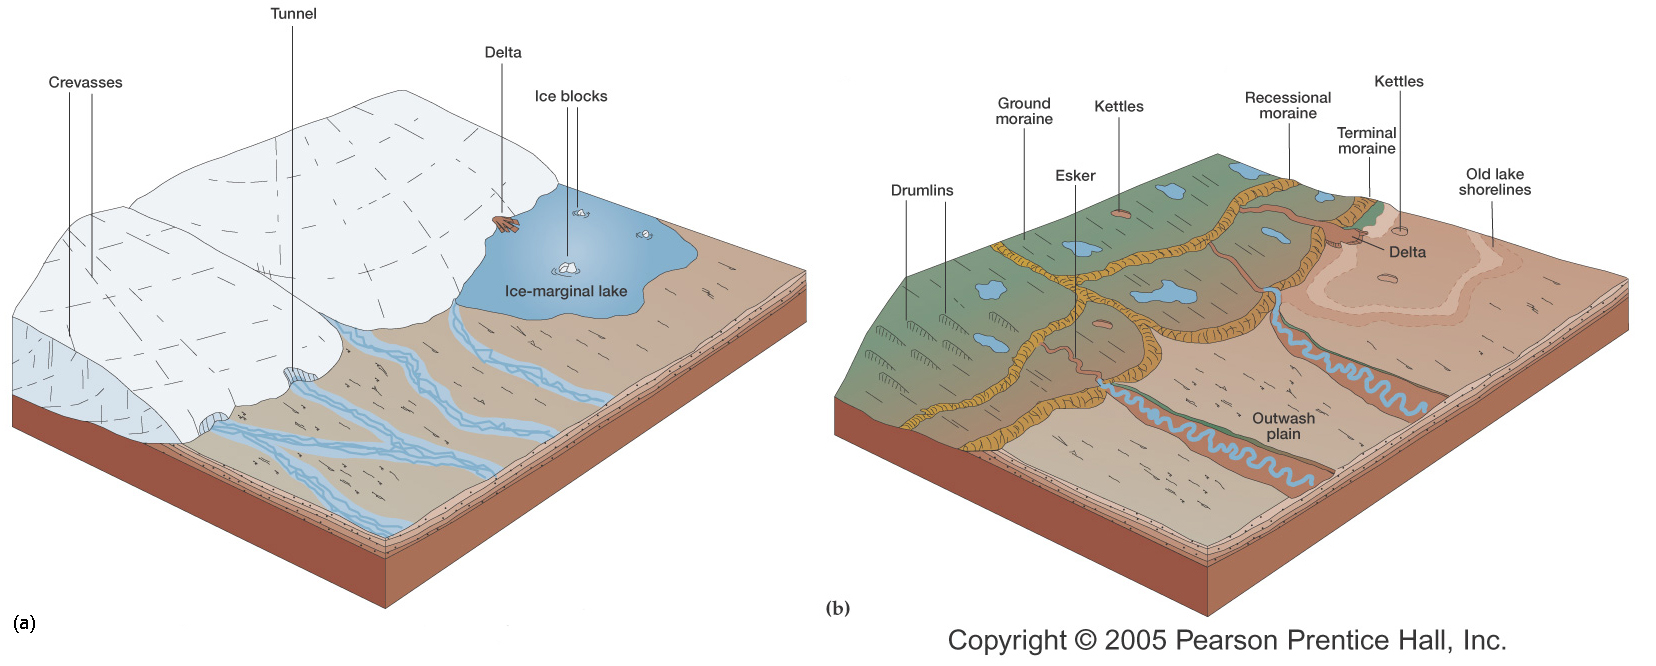 Tunnel
Delta
Crevasses
Ice blocks
Ice-marginal lake
(a)
Kettles
Ground
moraine
Kettles
Recessional
moraine
Terminal
moraine
Esker
Drumlins
Old lake
shorelines
Delta
Outwash
plain
(b)
Copyright © 2005 Pearson Prentice Hall, Inc.